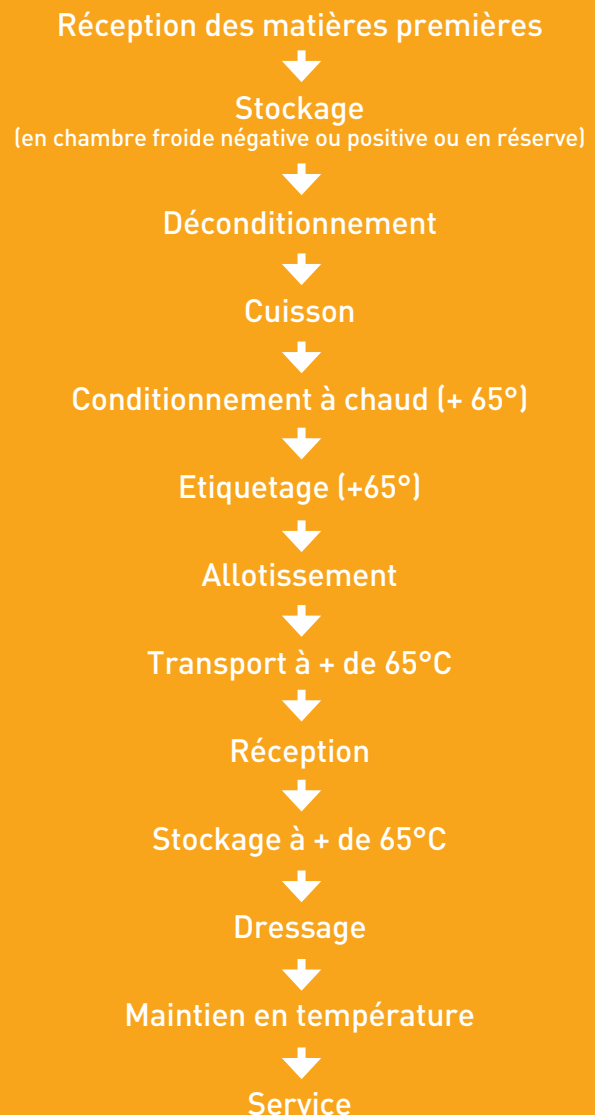 Réception des matières premières
Stockage
(en chambre froide négative ou positive ou en réserve)
Déconditionnement
Cuisson
Conditionnement à chaud (+ 65°)
Etiquetage (+65°)
Allotissement
Transport à + de 65°C
Réception
Stockage à + de 65°C
Dressage
Maintien en température
Service